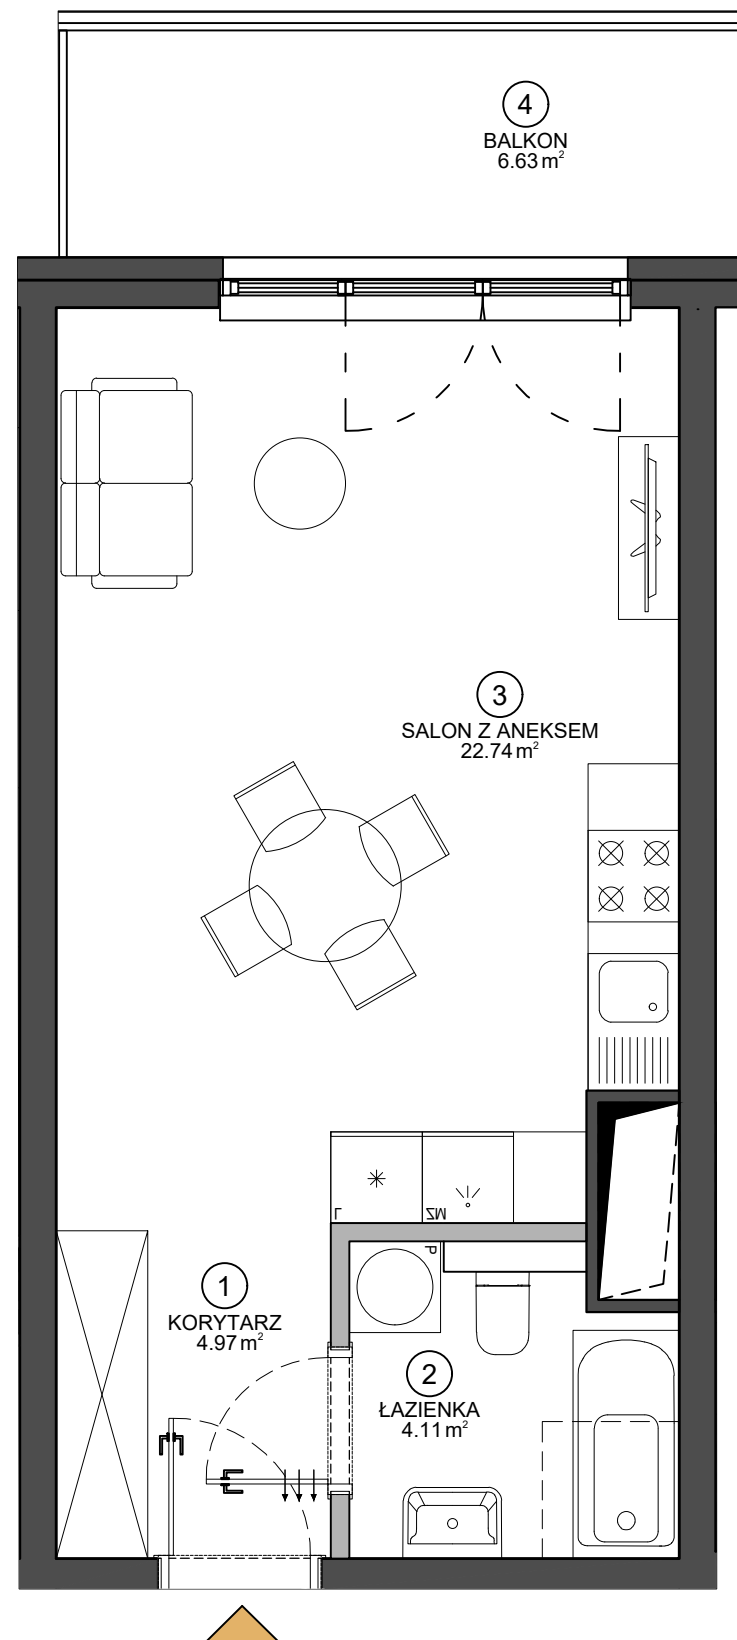 4
BALKON
6.63 m²
3
SALON Z ANEKSEM
22.74 m²
L
ZM
P
1
KORYTARZ
4.97 m²
2
ŁAZIENKA
4.11 m²